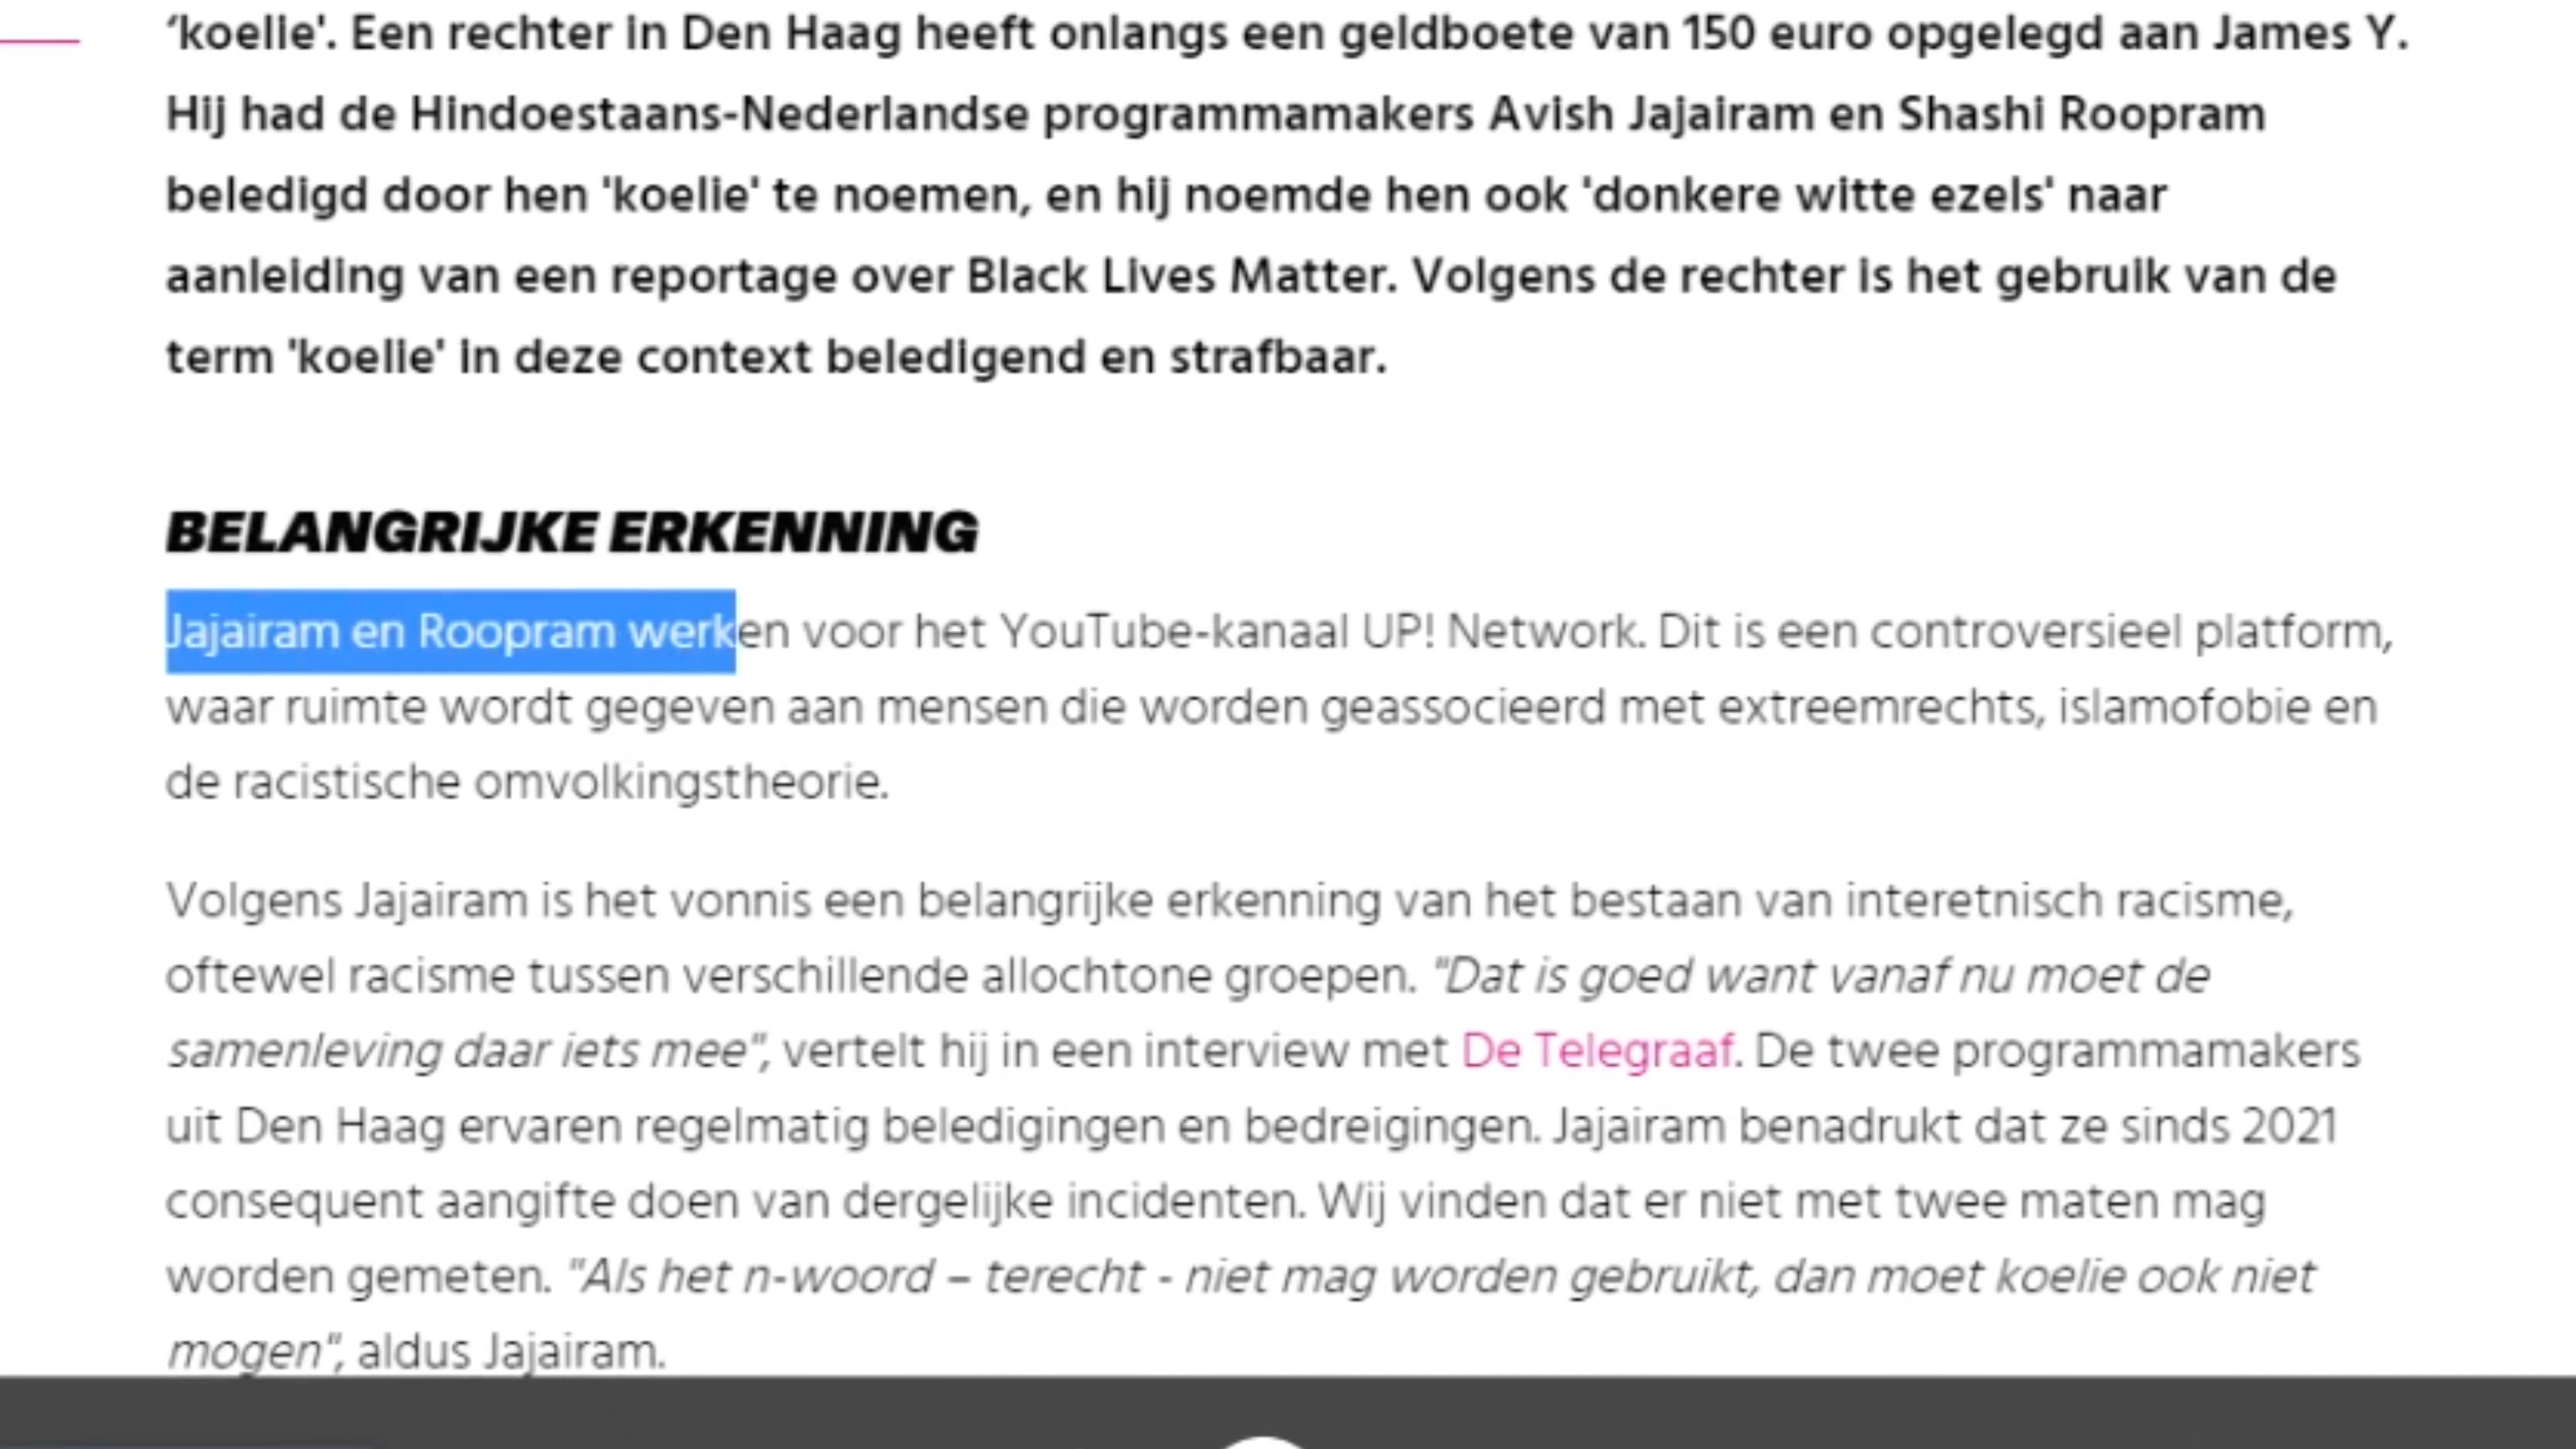 ‘koelie'. Een rechter in Den Haag heeft onlangs een geldboete van 150 euro opgelegd aan James Y.
Hij had de Hindoestaans-Nederlandse programmamakers Avish Jajairam en Shashi Roopram
beledigd door hen 'koelie' te noemen, en hij noemde hen ook 'donkere witte ezels' naar
aanleiding van een reportage over Black Lives Matter. Volgens de rechter is het gebruik van de
term 'koelie' in deze context beledigend en strafbaar.
BELANGRIJKE ERKENNING
Jajairam en Roopram werken voor het YouTube-kanaal UP! Network. Dit is een controversieel platform,
waar ruimte wordt gegeven aan mensen die worden geassocieerd met extreemrechts, islamofobie en
de racistische omvolkingstheorie.
Volgens Jajairam is het vonnis een belangrijke erkenning van het bestaan van interetnisch racisme,
oftewel racisme tussen verschillende allochtone groepen. "Dat is goed want vanaf nu moet de
samenleving daar iets mee", vertelt hij in een interview met De Telegraaf. De twee programmamakers
uit Den Haag ervaren regelmatig beledigingen en bedreigingen. Jajairam benadrukt dat ze sinds 2021
consequent aangifte doen van dergelijke incidenten. Wij vinden dat er niet met twee maten mag
worden gemeten. "Als het n-woord – terecht - niet mag worden gebruikt, dan moet koelie ook niet
mogen", aldus Jajairam.